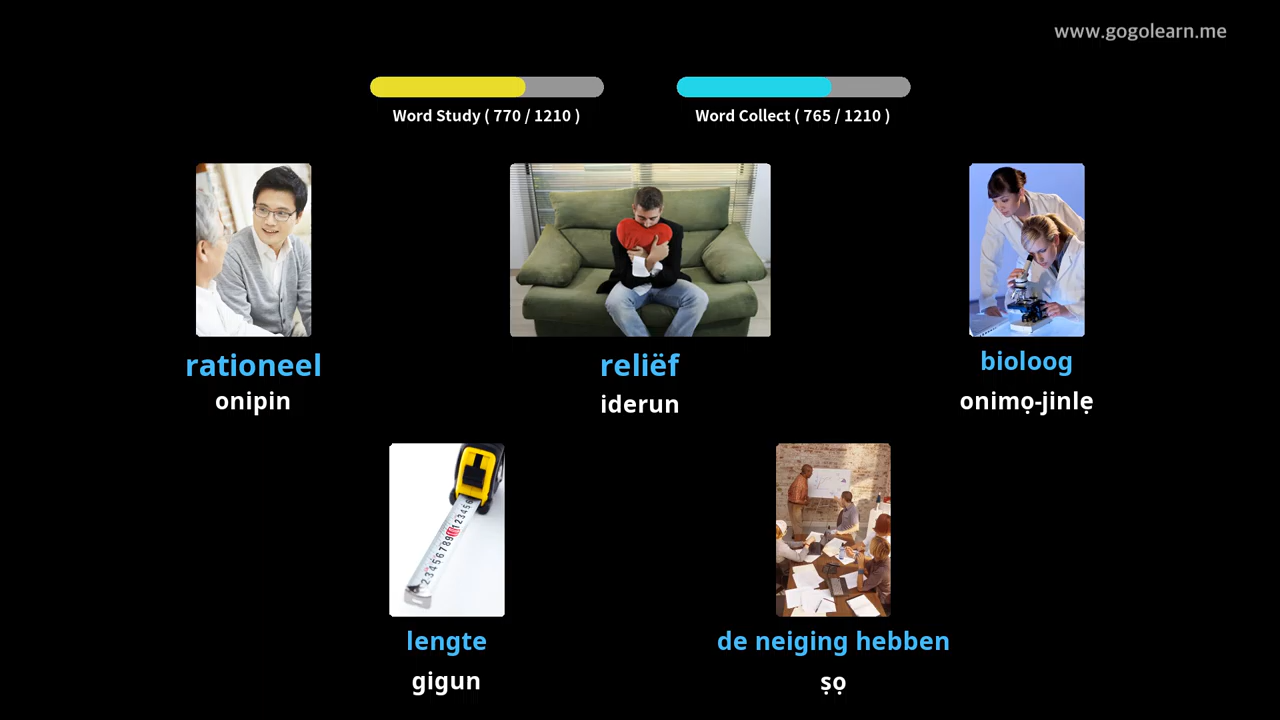 www.gogolearn.me
Word Study ( 770 / 1210 )
Word Collect ( 765 / 1210 )
rationeel
onipin
reliëf
iderun
bioloog
onimọ-jinlẹ
lengte
gigun
de neiging hebben
ṣọ